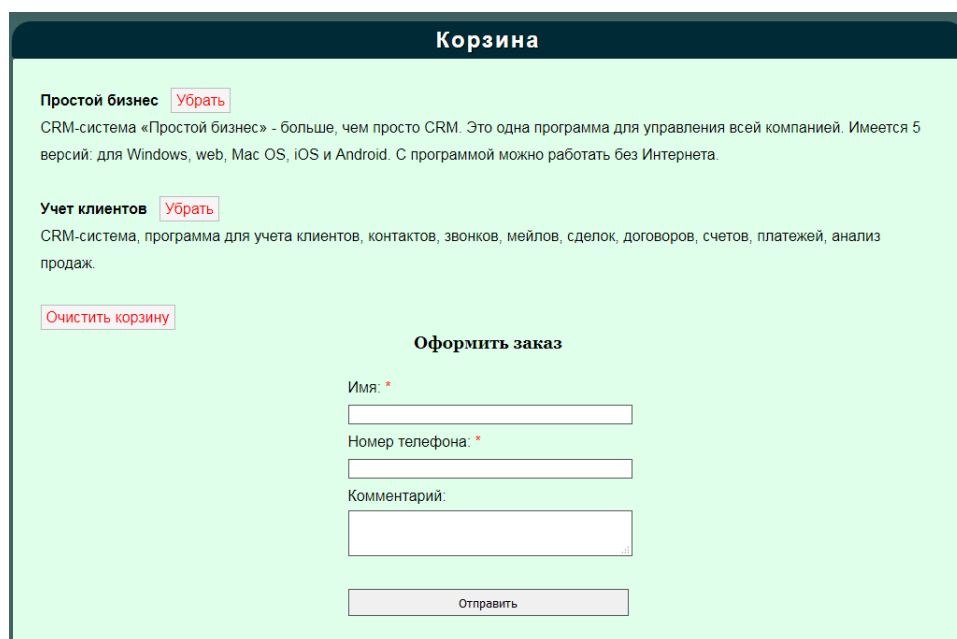 Корзина
Простой бизнес Убрать
CRM-система «Простой бизнес» - больше, чем просто CRM. Это одна программа для управления всей компанией. Имеется 5
версий: для Windows, web, Mac OS, iOS и Android. С программой можно работать без Интернета.
Учет клиентов Убрать
CRM-система, программа для учета клиентов, контактов, звонков, мейлов, сделок, договоров, счетов, платежей, анализ
продаж.
Очистить корзину
Оформить заказ
Имя: *
Номер телефона: *
Комментарий:
Отправить